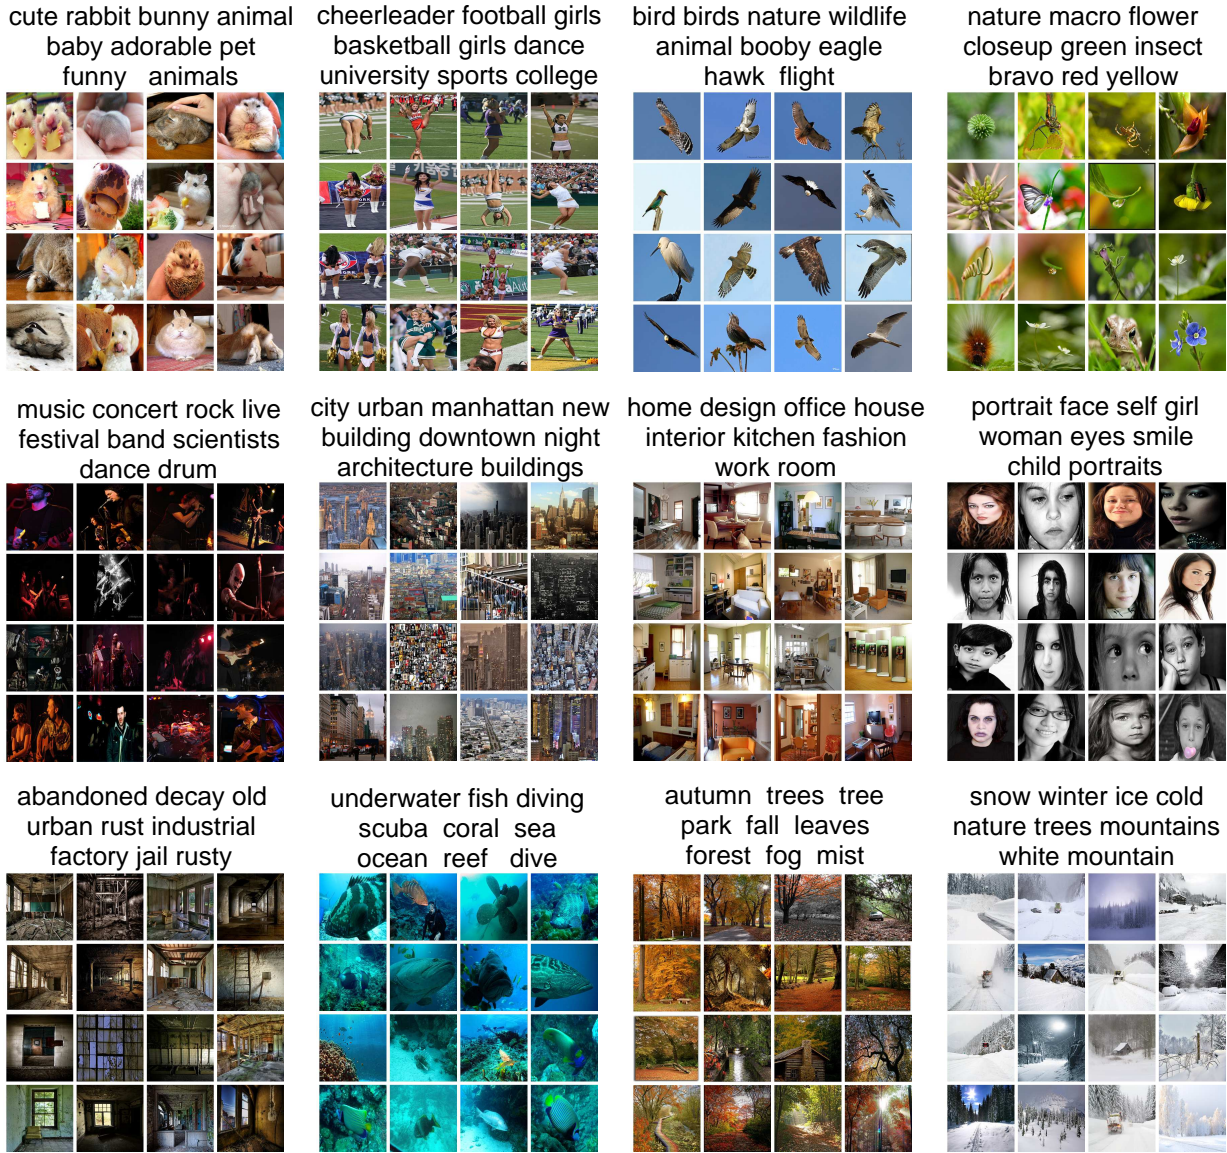 cute rabbit bunny animal
baby adorable pet
funny animals
cheerleader football girls
basketball girls dance
university sports college
bird birds nature wildlife
animal booby eagle
hawk flight
nature macro flower
closeup green insect
bravo red yellow
music concert rock live
festival band scientists
dance drum
city urban manhattan new
building downtown night
architecture buildings
home design office house
interior kitchen fashion
work room
portrait face self girl
woman eyes smile
child portraits
abandoned decay old
urban rust industrial
factory jail rusty
underwater fish diving
scuba coral sea
ocean reef dive
autumn trees tree
park fall leaves
forest fog mist
snow winter ice cold
nature trees mountains
white mountain